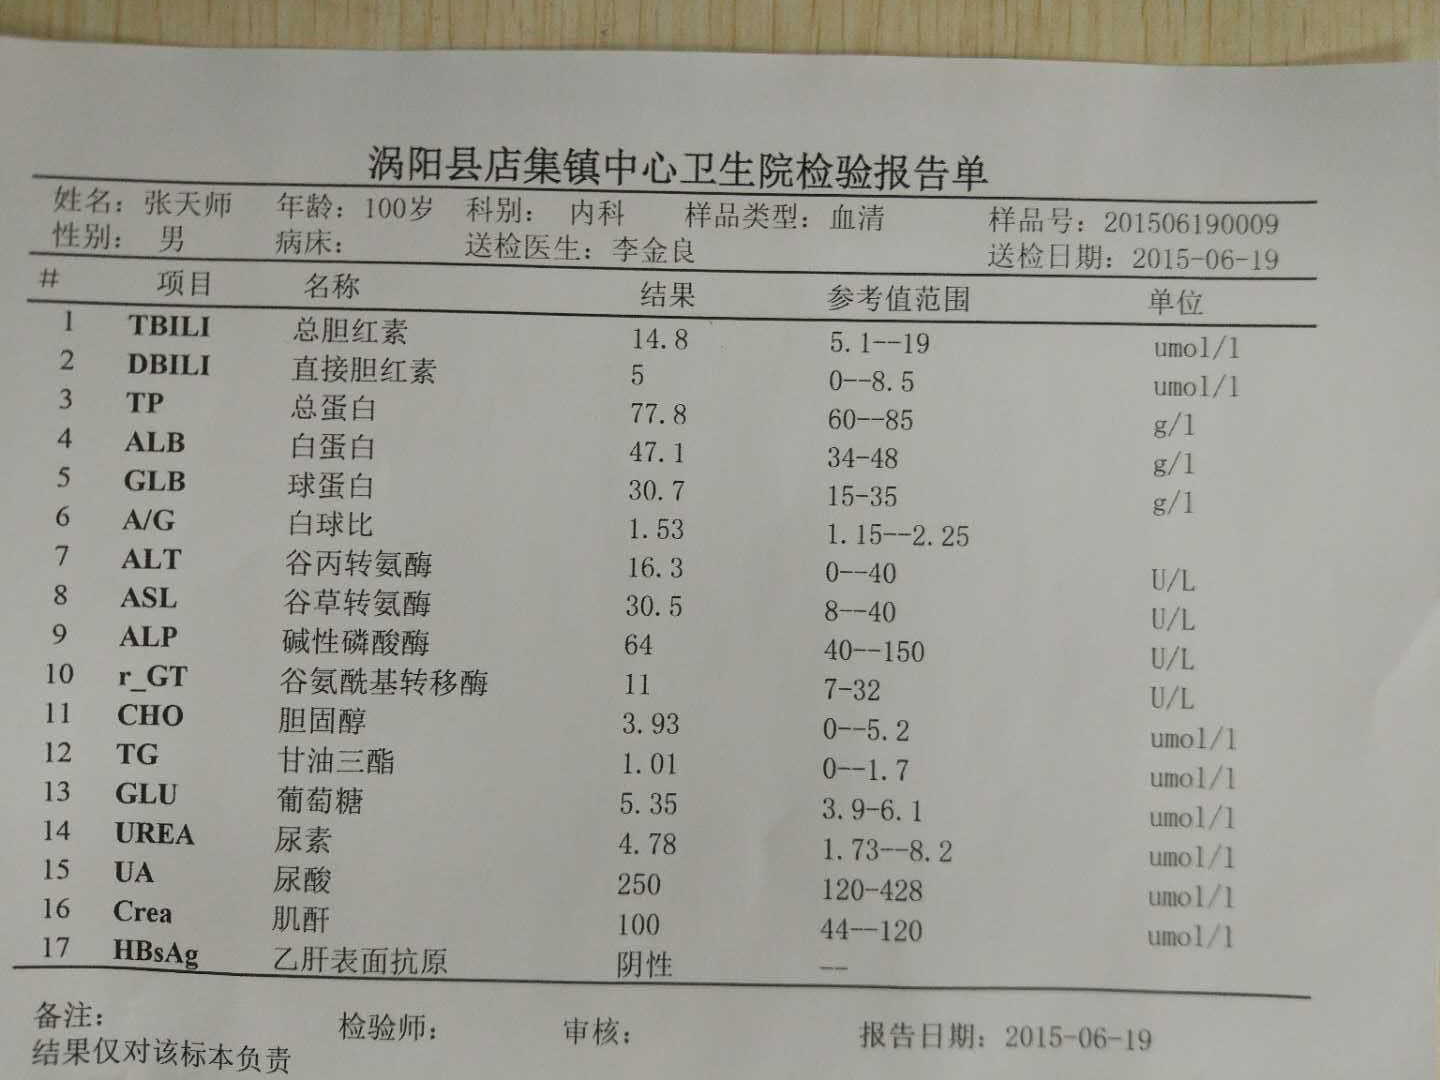 涡阳县店集镇中心卫生院检验报告单
姓名：张天师 年龄：100岁 科别： 内科 样品类型：血清 样品号：201506190009
性别： 男 病床： 送检医生：李金良 送检日期：2015-06-19
# 项目 名称 结果 参考值范围 单位
1 TBILI 总胆红素 14.8 5.1--19 umol/l
2 DBILI 直接胆红素 5 0--8.5 umol/l
3 TP 总蛋白 77.8 60--85 g/l
4 ALB 白蛋白 47.1 34-48 g/l
5 GLB 球蛋白 30.7 15-35 g/l
6 A/G 白球比 1.53 1.15--2.25
7 ALT 谷丙转氨酶 16.3 0--40 U/L
8 ASL 谷草转氨酶 30.5 8--40 U/L
9 ALP 碱性磷酸酶 64 40--150 U/L
10 r_GT 谷氨酰基转移酶 11 7-32 U/L
11 CHO 胆固醇 3.93 0--5.2 umol/l
12 TG 甘油三酯 1.01 0--1.7 umol/l
13 GLU 葡萄糖 5.35 3.9-6.1 umol/l
14 UREA 尿素 4.78 1.73--8.2 umol/l
15 UA 尿酸 250 120-428 umol/l
16 Crea 肌酐 100 44--120 umol/l
17 HBsAg 乙肝表面抗原 阴性 --
备注： 检验师： 审核： 报告日期：2015-06-19
结果仅对该标本负责